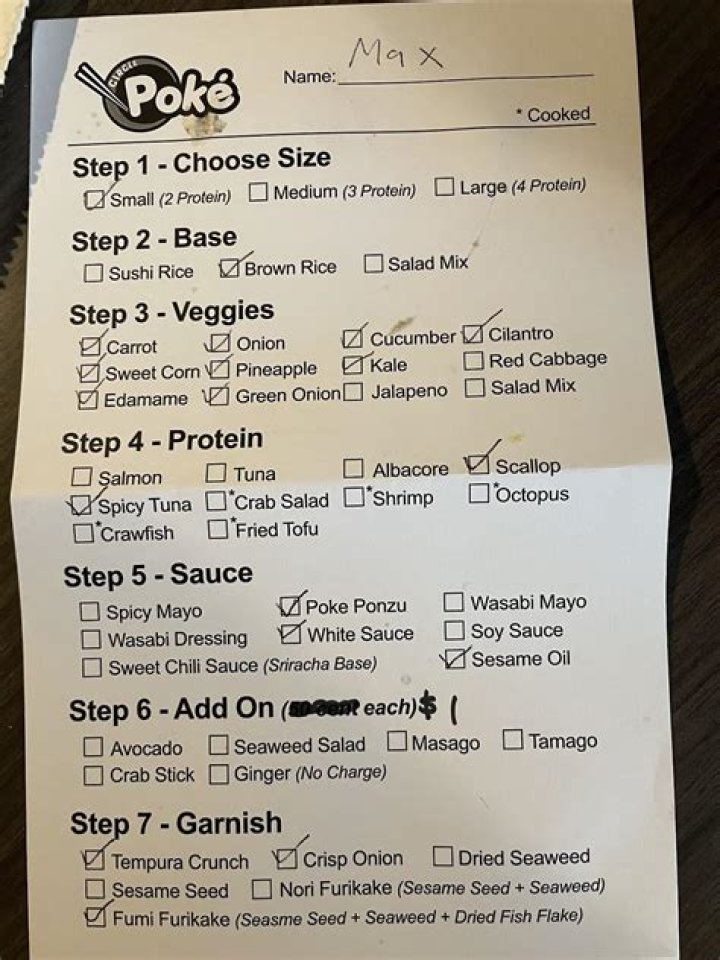 CIRCLE
Poké
Name: Max
* Cooked
Step 1 - Choose Size
☑ Small (2 Protein) ☐ Medium (3 Protein) ☐ Large (4 Protein)
Step 2 - Base
☐ Sushi Rice ☑ Brown Rice ☐ Salad Mix
Step 3 - Veggies
☑ Carrot ☑ Onion ☑ Cucumber ☑ Cilantro
☑ Sweet Corn ☑ Pineapple ☑ Kale ☐ Red Cabbage
☑ Edamame ☑ Green Onion ☐ Jalapeno ☐ Salad Mix
Step 4 - Protein
☐ Salmon ☐ Tuna ☐ Albacore ☑ Scallop
☑ Spicy Tuna ☐ *Crab Salad ☐ *Shrimp ☐ *Octopus
☐ *Crawfish ☐ *Fried Tofu
Step 5 - Sauce
☐ Spicy Mayo ☑ Poke Ponzu ☐ Wasabi Mayo
☐ Wasabi Dressing ☑ White Sauce ☐ Soy Sauce
☐ Sweet Chili Sauce (Sriracha Base) ☑ Sesame Oil
Step 6 - Add On ( each) $ 1
☐ Avocado ☐ Seaweed Salad ☐ Masago ☐ Tamago
☐ Crab Stick ☐ Ginger (No Charge)
Step 7 - Garnish
☑ Tempura Crunch ☑ Crisp Onion ☐ Dried Seaweed
☐ Sesame Seed ☐ Nori Furikake (Sesame Seed + Seaweed)
☑ Fumi Furikake (Seasme Seed + Seaweed + Dried Fish Flake)